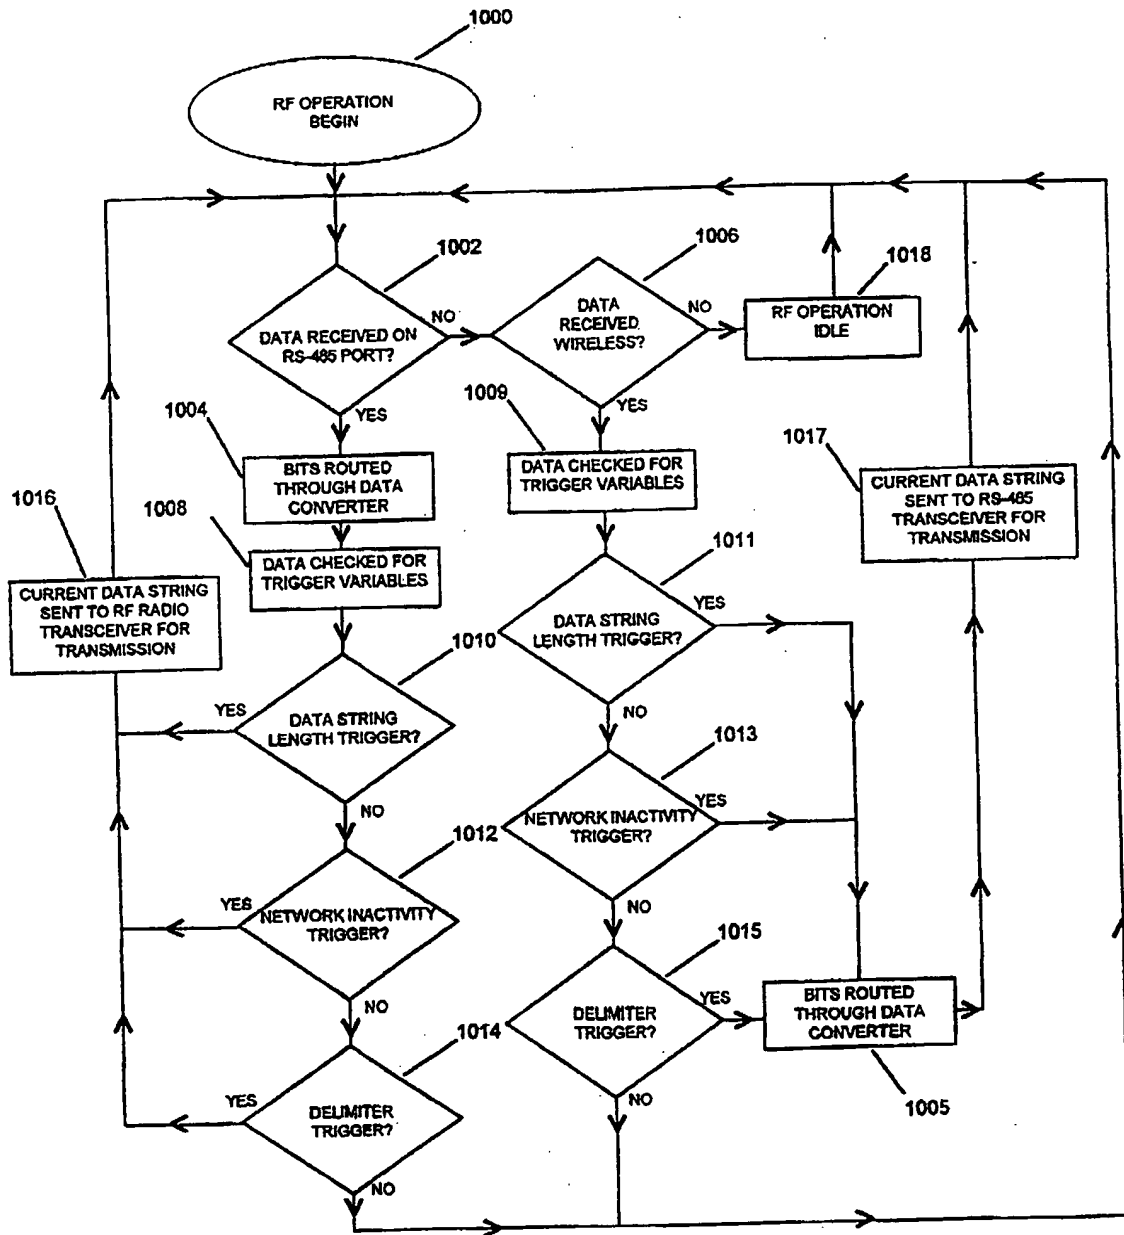 1000
RF OPERATION
BEGIN
1002
1006
1018
DATA RECEIVED ON
RS-485 PORT?
NO
DATA
RECEIVED
WIRELESS?
NO
RF OPERATION
IDLE
YES
YES
1004
1009
1017
BITS ROUTED
THROUGH DATA
CONVERTER
DATA CHECKED FOR
TRIGGER VARIABLES
CURRENT DATA STRING
SENT TO RS-485
TRANSCEIVER FOR
TRANSMISSION
1016
1008
DATA CHECKED FOR
TRIGGER VARIABLES
1011
CURRENT DATA STRING
SENT TO RF RADIO
TRANSCEIVER FOR
TRANSMISSION
DATA STRING
LENGTH TRIGGER?
YES
1010
YES
DATA STRING
LENGTH TRIGGER?
NO
1013
NO
NETWORK INACTIVITY
TRIGGER?
YES
1012
YES
NETWORK INACTIVITY
TRIGGER?
NO
1015
NO
DELIMITER
TRIGGER?
YES
BITS ROUTED
THROUGH DATA
CONVERTER
1014
YES
DELIMITER
TRIGGER?
NO
1005
NO